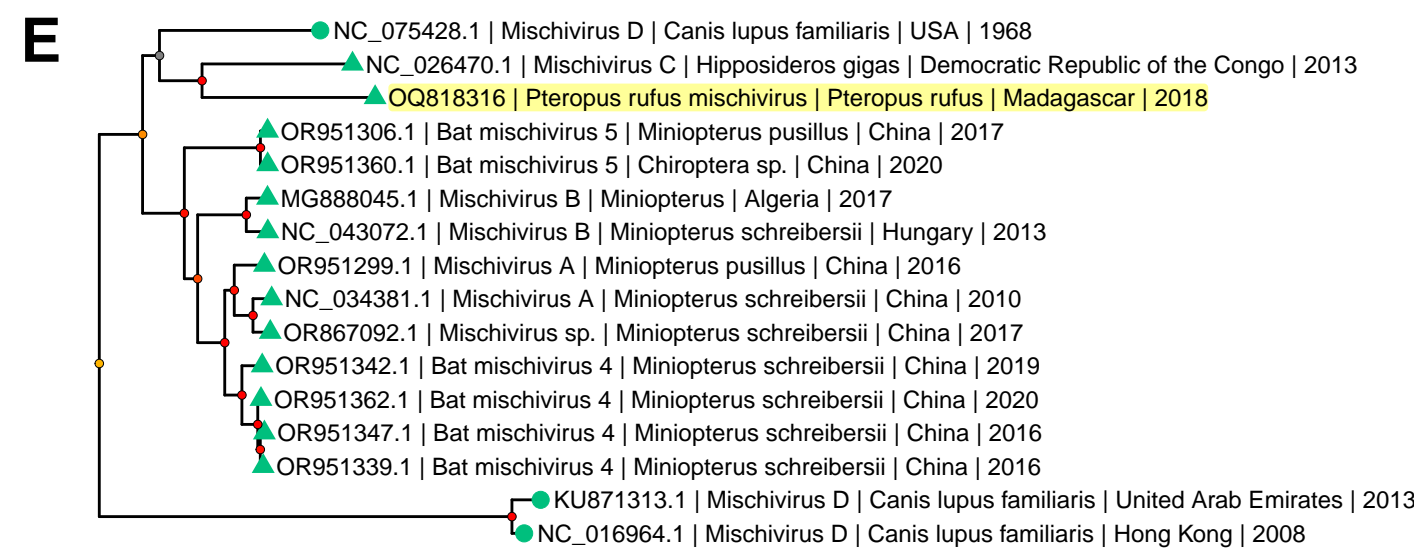 E
NC_075428.1 | Mischivirus D | Canis lupus familiaris | USA | 1968
NC_026470.1 | Mischivirus C | Hipposideros gigas | Democratic Republic of the Congo | 2013
OQ818316 | Pteropus rufus mischivirus | Pteropus rufus | Madagascar | 2018
OR951306.1 | Bat mischivirus 5 | Miniopterus pusillus | China | 2017
OR951360.1 | Bat mischivirus 5 | Chiroptera sp. | China | 2020
MG888045.1 | Mischivirus B | Miniopterus | Algeria | 2017
NC_043072.1 | Mischivirus B | Miniopterus schreibersii | Hungary | 2013
OR951299.1 | Mischivirus A | Miniopterus pusillus | China | 2016
NC_034381.1 | Mischivirus A | Miniopterus schreibersii | China | 2010
OR867092.1 | Mischivirus sp. | Miniopterus schreibersii | China | 2017
OR951342.1 | Bat mischivirus 4 | Miniopterus schreibersii | China | 2019
OR951362.1 | Bat mischivirus 4 | Miniopterus schreibersii | China | 2020
OR951347.1 | Bat mischivirus 4 | Miniopterus schreibersii | China | 2016
OR951339.1 | Bat mischivirus 4 | Miniopterus schreibersii | China | 2016
KU871313.1 | Mischivirus D | Canis lupus familiaris | United Arab Emirates | 2013
NC_016964.1 | Mischivirus D | Canis lupus familiaris | Hong Kong | 2008